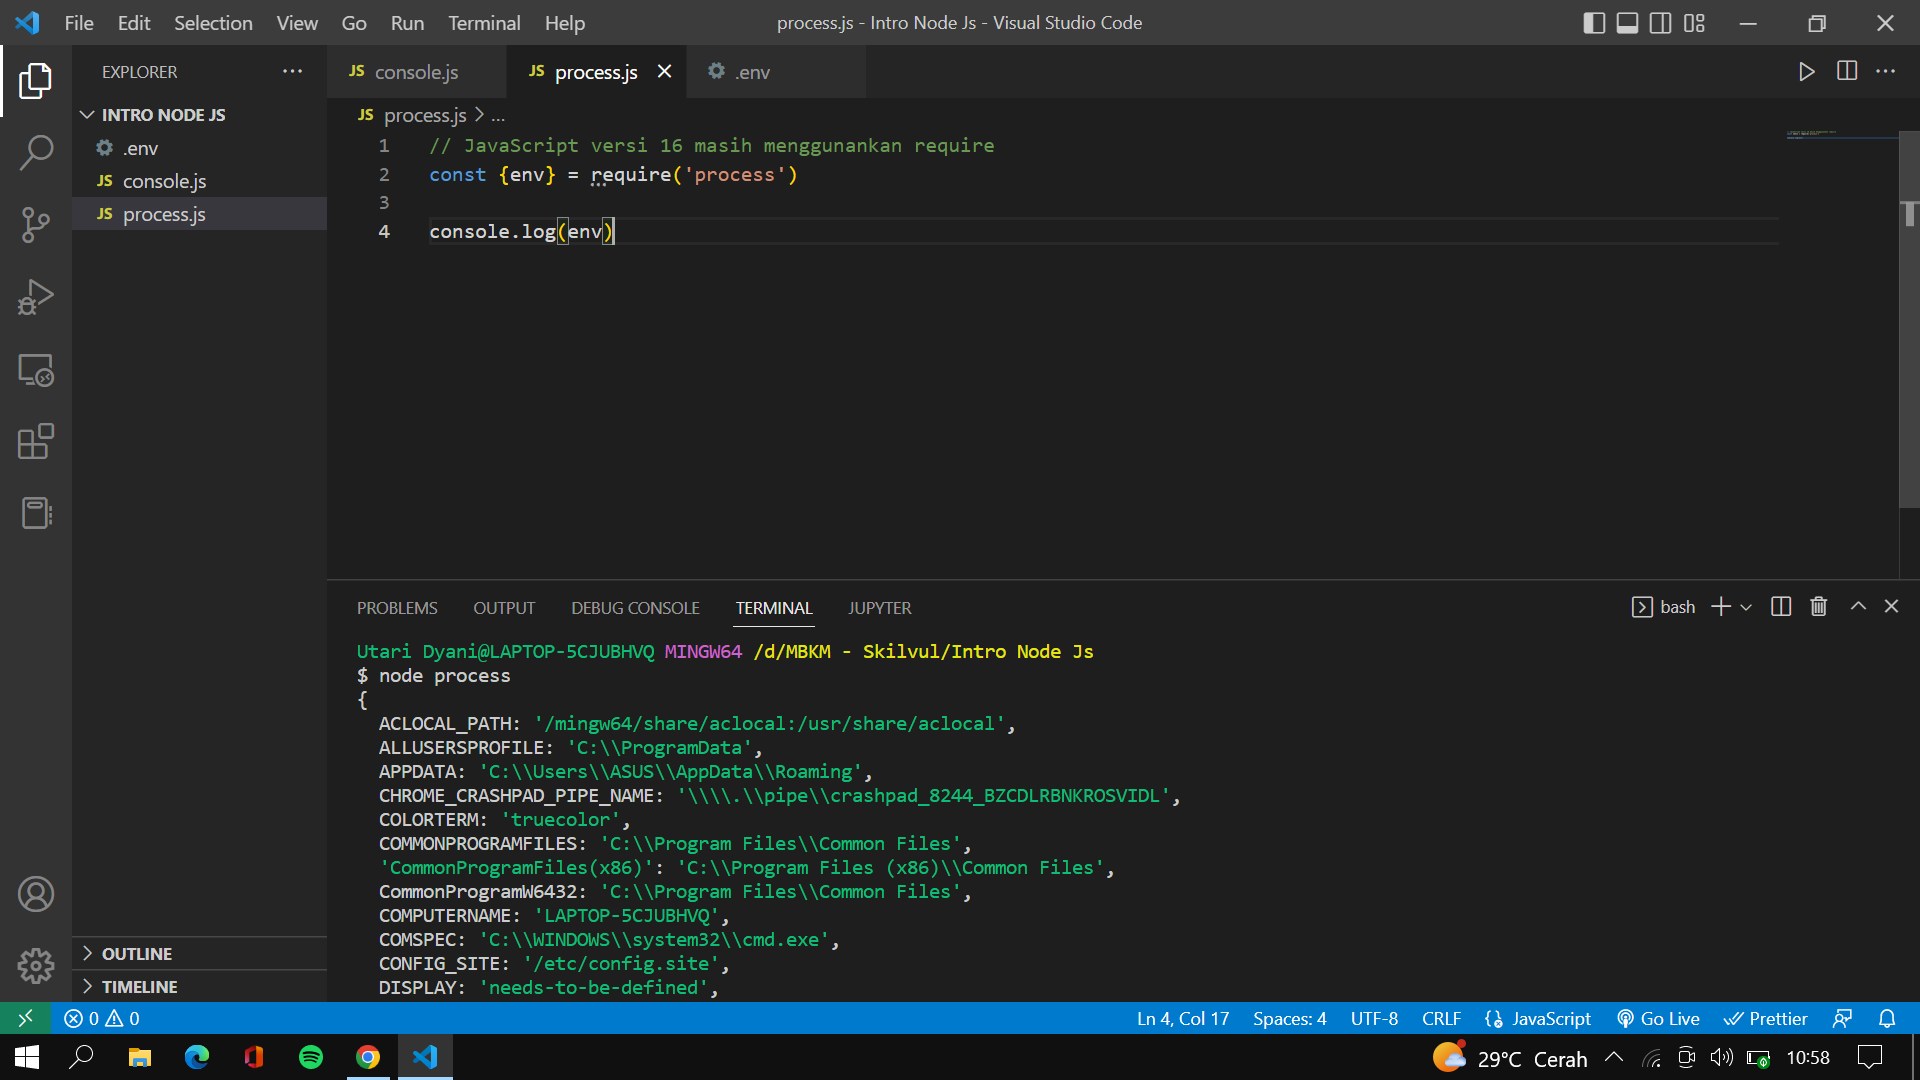 File Edit Selection View Go Run Terminal Help process.js - Intro Node Js - Visual Studio Code
EXPLORER
INTRO NODE JS
.env
JS console.js
JS process.js
OUTLINE
TIMELINE
JS console.js JS process.js .env
JS process.js > ...
1 // JavaScript versi 16 masih menggunankan require
2 const {env} = require('process')
3
4 console.log(env)
PROBLEMS OUTPUT DEBUG CONSOLE TERMINAL JUPYTER bash
Utari Dyani@LAPTOP-5CJUBHVQ MINGW64 /d/MBKM - Skilvul/Intro Node Js
$ node process
{
ACLOCAL_PATH: '/mingw64/share/aclocal:/usr/share/aclocal',
ALLUSERSPROFILE: 'C:\\ProgramData',
APPDATA: 'C:\\Users\\ASUS\\AppData\\Roaming',
CHROME_CRASHPAD_PIPE_NAME: '\\\\.\\pipe\\crashpad_8244_BZCDLRBNKROSVIDL',
COLORTERM: 'truecolor',
COMMONPROGRAMFILES: 'C:\\Program Files\\Common Files',
'CommonProgramFiles(x86)': 'C:\\Program Files (x86)\\Common Files',
CommonProgramW6432: 'C:\\Program Files\\Common Files',
COMPUTERNAME: 'LAPTOP-5CJUBHVQ',
COMSPEC: 'C:\\WINDOWS\\system32\\cmd.exe',
CONFIG_SITE: '/etc/config.site',
DISPLAY: 'needs-to-be-defined',
0 0 Ln 4, Col 17 Spaces: 4 UTF-8 CRLF JavaScript Go Live Prettier
29°C Cerah 10:58